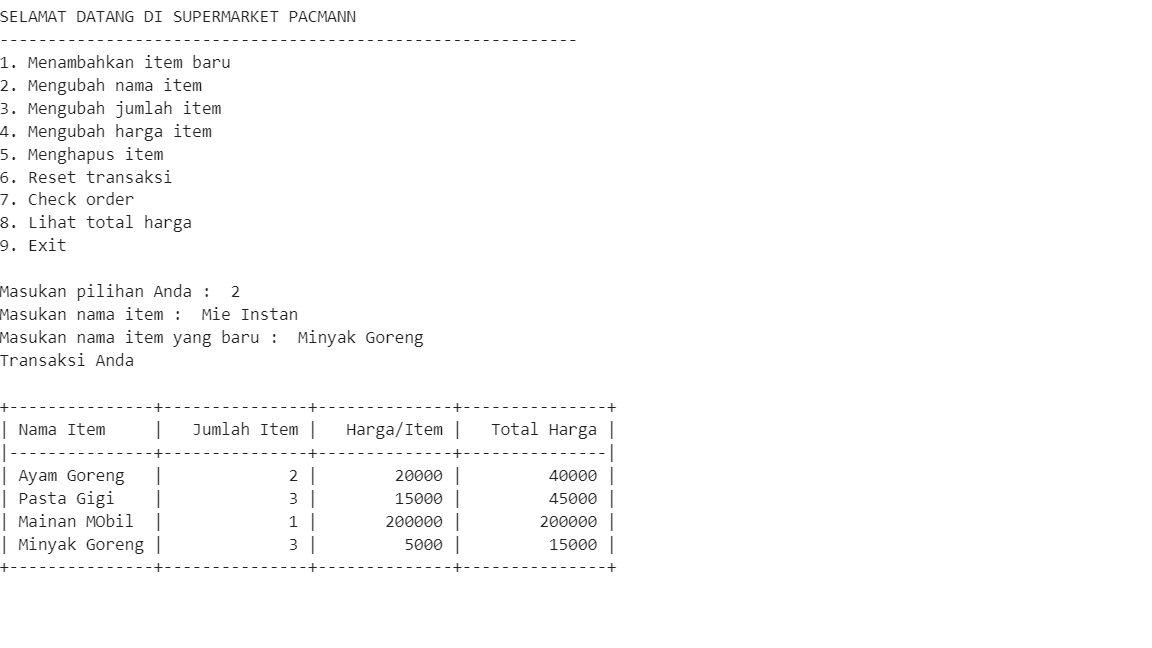 SELAMAT DATANG DI SUPERMARKET PACMANN
------------------------------------------------------------
1. Menambahkan item baru
2. Mengubah nama item
3. Mengubah jumlah item
4. Mengubah harga item
5. Menghapus item
6. Reset transaksi
7. Check order
8. Lihat total harga
9. Exit
Masukan pilihan Anda :  2
Masukan nama item :  Mie Instan
Masukan nama item yang baru :  Minyak Goreng
Transaksi Anda
+---------------+---------------+--------------+---------------+
| Nama Item     |   Jumlah Item |   Harga/Item |   Total Harga |
|---------------+---------------+--------------+---------------|
| Ayam Goreng   |             2 |        20000 |         40000 |
| Pasta Gigi    |             3 |        15000 |         45000 |
| Mainan MObil  |             1 |       200000 |        200000 |
| Minyak Goreng |             3 |         5000 |         15000 |
+---------------+---------------+--------------+---------------+